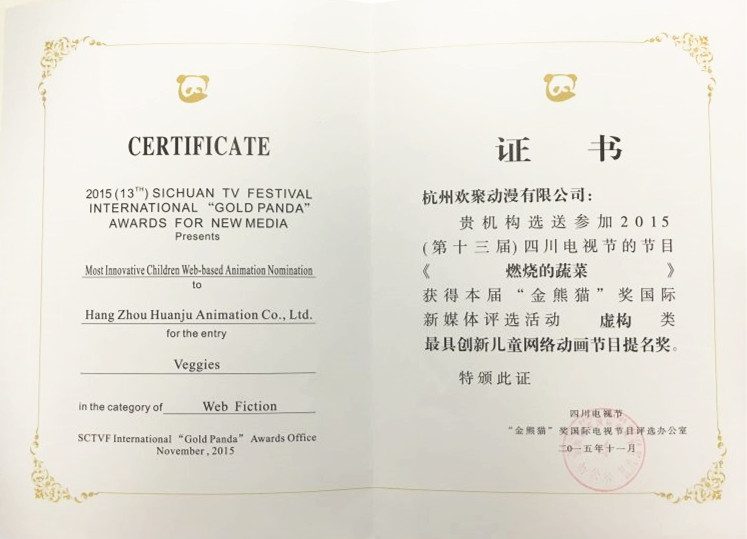 CERTIFICATE
2015 (13TH) SICHUAN TV FESTIVAL
INTERNATIONAL “GOLD PANDA”
AWARDS FOR NEW MEDIA
Presents
Most Innovative Children Web-based Animation Nomination
to
Hang Zhou Huanju Animation Co., Ltd.
for the entry
Veggies
in the category of Web Fiction
SCTVF International “Gold Panda” Awards Office
November, 2015
证 书
杭州欢聚动漫有限公司：
贵机构选送参加2015
(第十三届)四川电视节的节目
《 燃烧的蔬菜 》
获得本届“金熊猫”奖国际
新媒体评选活动 虚构 类
最具创新儿童网络动画节目提名奖。
特颁此证
四川电视节
“金熊猫”奖国际电视节目评选办公室
二〇一五年十一月